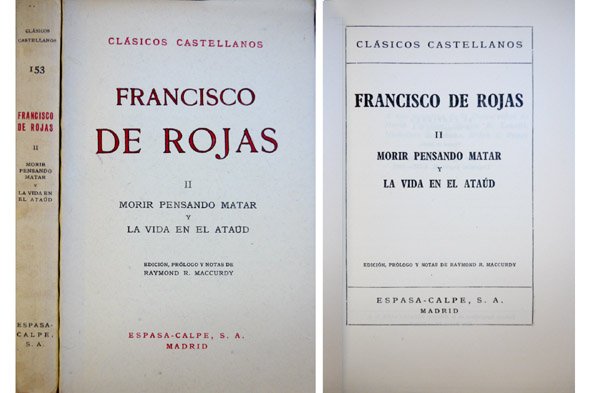 CLÁSICOS
CASTELLANOS
153
FRANCISCO
DE ROJAS
II
MORIR
PENSANDO
MATAR
Y
LA VIDA EN
EL ATAÚD
ESPASA-
CALPE,
S. A.
CLÁSICOS CASTELLANOS
FRANCISCO
DE ROJAS
II
MORIR PENSANDO MATAR
Y
LA VIDA EN EL ATAÚD
EDICIÓN, PRÓLOGO Y NOTAS DE
RAYMOND R. MACCURDY
ESPASA-CALPE, S. A.
MADRID
CLÁSICOS CASTELLANOS
FRANCISCO DE ROJAS
II
MORIR PENSANDO MATAR
Y
LA VIDA EN EL ATAÚD
EDICIÓN, PRÓLOGO Y NOTAS DE RAYMOND R. MACCURDY
ESPASA-CALPE, S. A.
MADRID